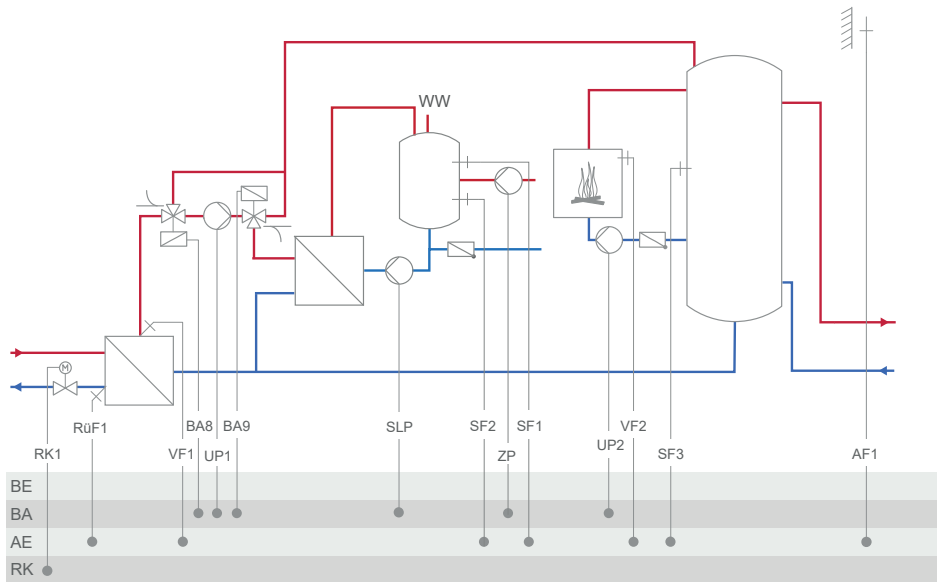 WW
M
RüF1
BA8
BA9
SLP
SF2
SF1
VF2
RK1
VF1
UP1
ZP
UP2
SF3
AF1
BE
BA
AE
RK